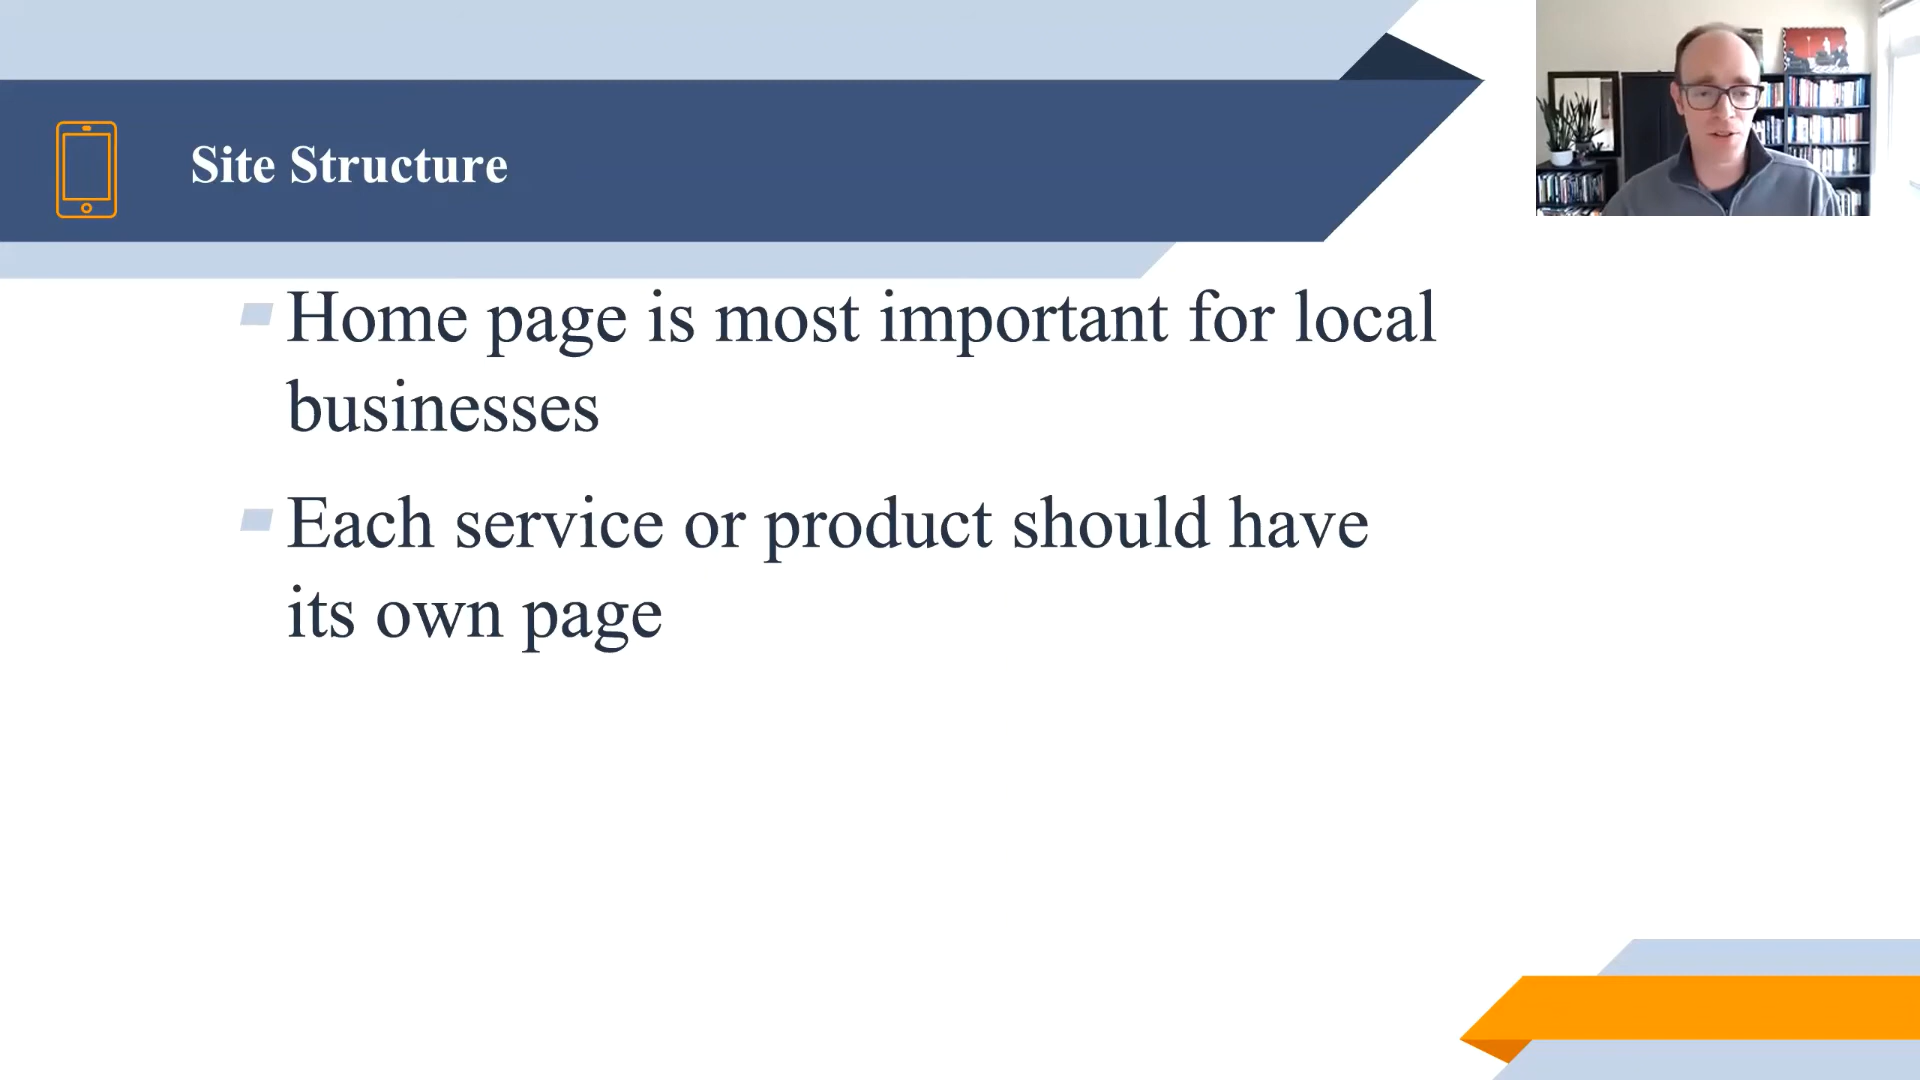 Site Structure
Home page is most important for local
businesses
Each service or product should have
its own page